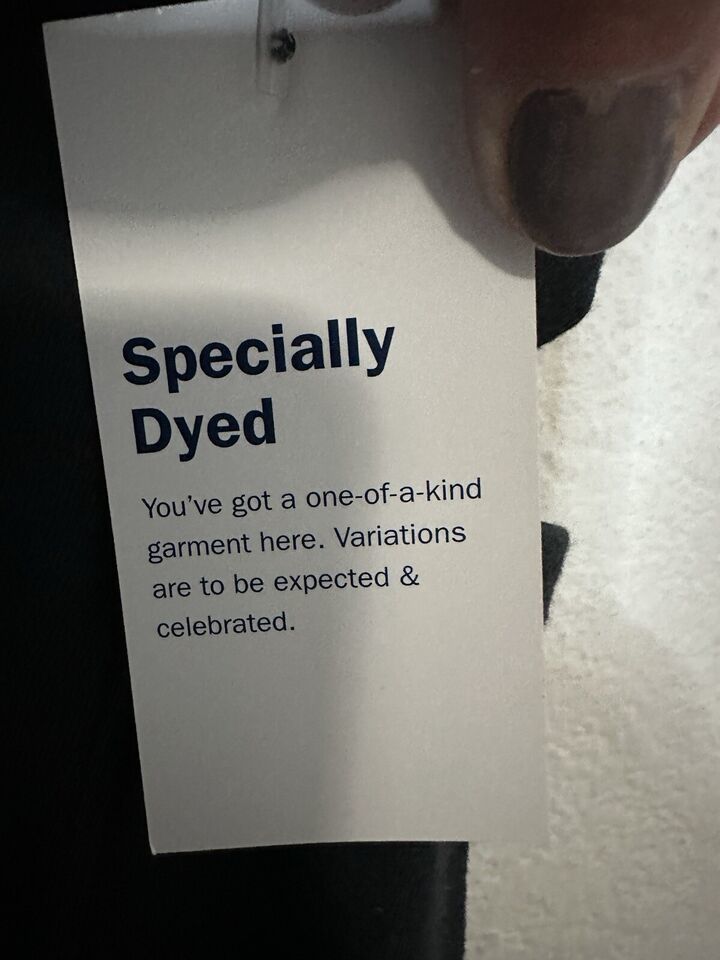 Specially
Dyed
You've got a one-of-a-kind
garment here. Variations
are to be expected &
celebrated.